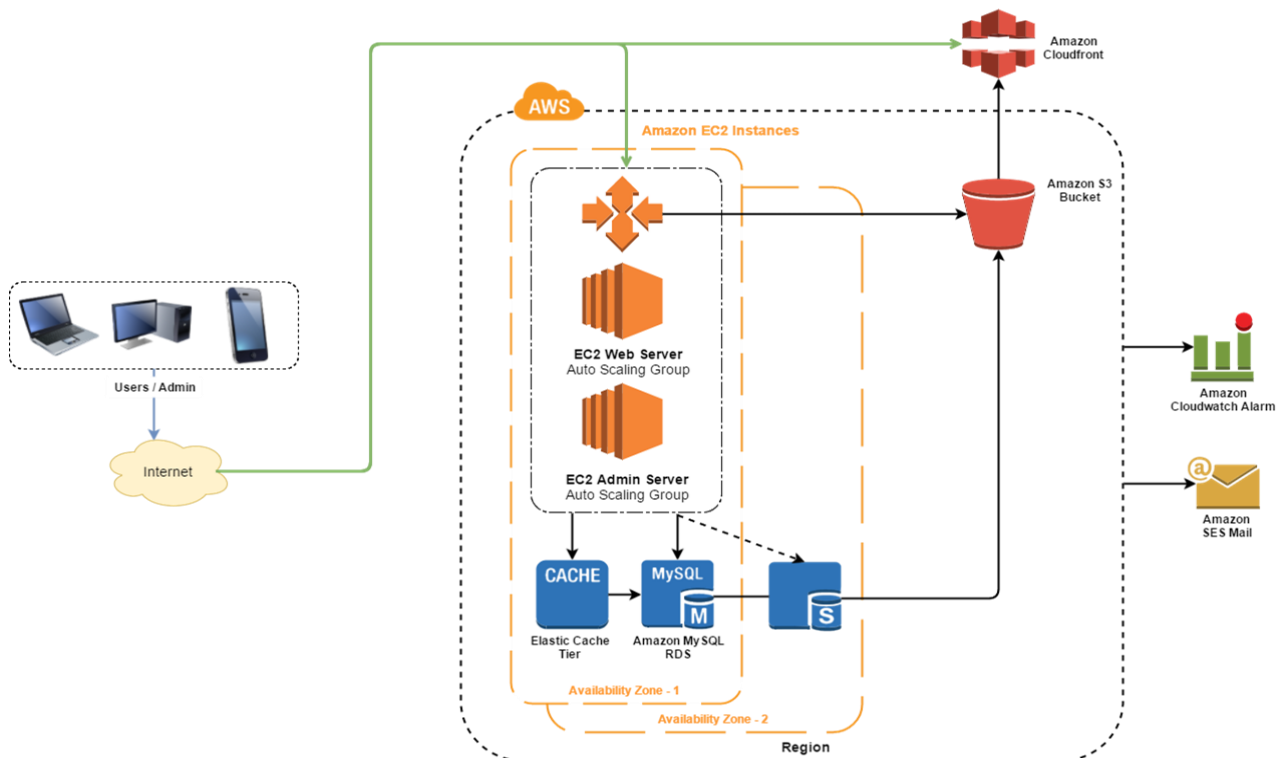 Amazon
Cloudfront
AWS
Amazon EC2 Instances
Amazon S3
Bucket
EC2 Web Server
Auto Scaling Group
Users / Admin
Amazon
Cloudwatch Alarm
Internet
EC2 Admin Server
Auto Scaling Group
@
Amazon
SES Mail
CACHE
MySQL
M
S
Elastic Cache
Tier
Amazon MySQL
RDS
Availability Zone - 1
Availability Zone - 2
Region